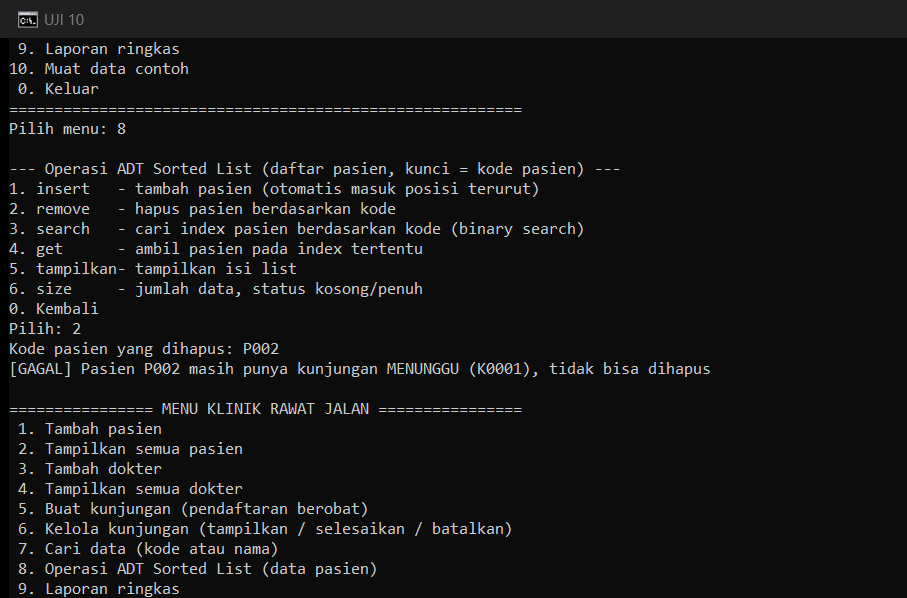 UJI 10
 9. Laporan ringkas
10. Muat data contoh
 0. Keluar
=========================================================
Pilih menu: 8
--- Operasi ADT Sorted List (daftar pasien, kunci = kode pasien) ---
1. insert   - tambah pasien (otomatis masuk posisi terurut)
2. remove   - hapus pasien berdasarkan kode
3. search   - cari index pasien berdasarkan kode (binary search)
4. get      - ambil pasien pada index tertentu
5. tampilkan- tampilkan isi list
6. size     - jumlah data, status kosong/penuh
0. Kembali
Pilih: 2
Kode pasien yang dihapus: P002
[GAGAL] Pasien P002 masih punya kunjungan MENUNGGU (K0001), tidak bisa dihapus
================ MENU KLINIK RAWAT JALAN ================
 1. Tambah pasien
 2. Tampilkan semua pasien
 3. Tambah dokter
 4. Tampilkan semua dokter
 5. Buat kunjungan (pendaftaran berobat)
 6. Kelola kunjungan (tampilkan / selesaikan / batalkan)
 7. Cari data (kode atau nama)
 8. Operasi ADT Sorted List (data pasien)
 9. Laporan ringkas